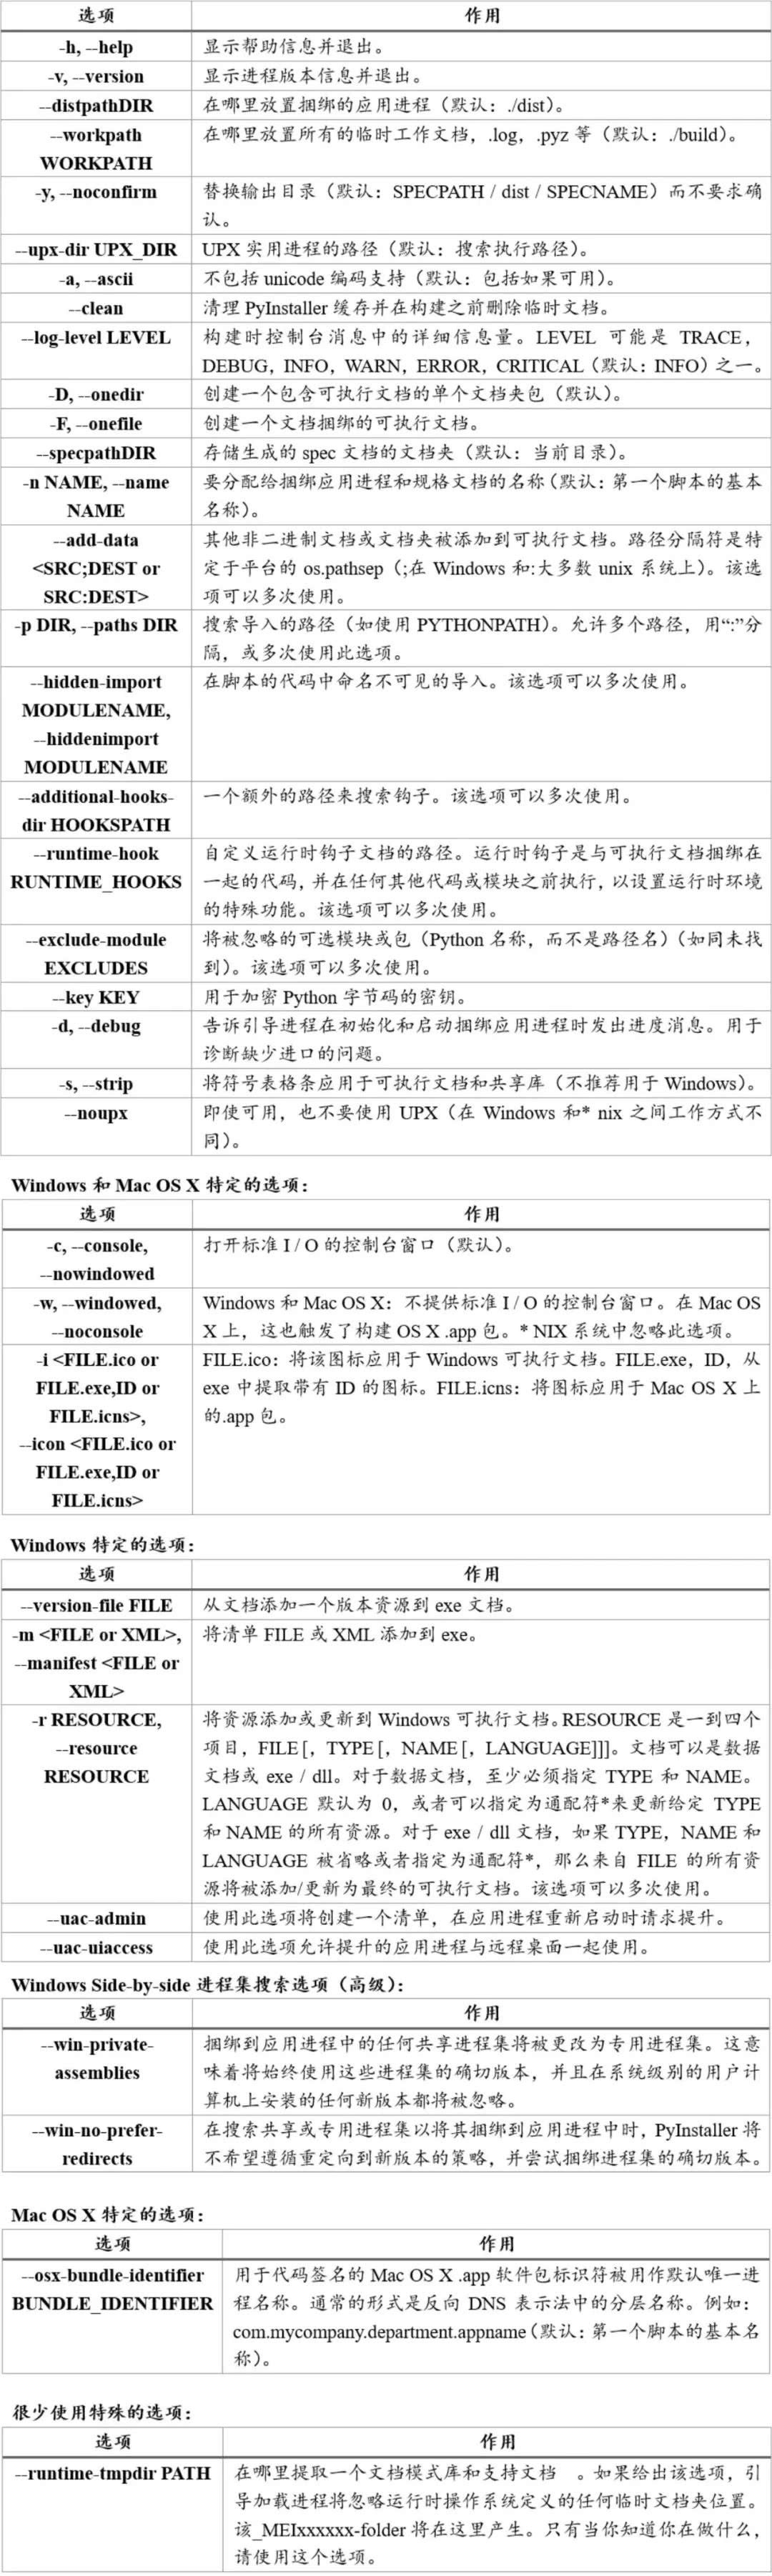 选项 作用
-h, --help 显示帮助信息并退出。
-v, --version 显示进程版本信息并退出。
--distpathDIR 在哪里放置捆绑的应用进程（默认：./dist）。
--workpath 在哪里放置所有的临时工作文档，.log，.pyz 等（默认：./build）。
WORKPATH
-y, --noconfirm 替换输出目录（默认：SPECPATH / dist / SPECNAME）而不要求确
认。
--upx-dir UPX_DIR UPX 实用进程的路径（默认：搜索执行路径）。
-a, --ascii 不包括 unicode 编码支持（默认：包括如果可用）。
--clean 清理 PyInstaller 缓存并在构建之前删除临时文档。
--log-level LEVEL 构建时控制台消息中的详细信息量。LEVEL 可能是 TRACE，
DEBUG，INFO，WARN，ERROR，CRITICAL（默认：INFO）之一。
-D, --onedir 创建一个包含可执行文档的单个文档夹包（默认）。
-F, --onefile 创建一个文档捆绑的可执行文档。
--specpathDIR 存储生成的 spec 文档的文档夹（默认：当前目录）。
-n NAME, --name 要分配给捆绑应用进程和规格文档的名称（默认：第一个脚本的基本
NAME 名称）。
--add-data 其他非二进制文档或文档夹被添加到可执行文档。路径分隔符是特
<SRC;DEST or 定于平台的 os.pathsep（;在 Windows 和:大多数 unix 系统上）。该选
SRC:DEST> 项可以多次使用。
-p DIR, --paths DIR 搜索导入的路径（如使用 PYTHONPATH）。允许多个路径，用“:”分
隔，或多次使用此选项。
--hidden-import 在脚本的代码中命名不可见的导入。该选项可以多次使用。
MODULENAME,
--hiddenimport
MODULENAME
--additional-hooks- 一个额外的路径来搜索钩子。该选项可以多次使用。
dir HOOKSPATH
--runtime-hook 自定义运行时钩子文档的路径。运行时钩子是与可执行文档捆绑在
RUNTIME_HOOKS 一起的代码，并在任何其他代码或模块之前执行，以设置运行时环境
的特殊功能。该选项可以多次使用。
--exclude-module 将被忽略的可选模块或包（Python 名称，而不是路径名）（如同未找
EXCLUDES 到）。该选项可以多次使用。
--key KEY 用于加密 Python 字节码的密钥。
-d, --debug 告诉引导进程在初始化和启动捆绑应用进程时发出进度消息。用于
诊断缺少进口的问题。
-s, --strip 将符号表格条应用于可执行文档和共享库（不推荐用于 Windows）。
--noupx 即使可用，也不要使用 UPX（在 Windows 和* nix 之间工作方式不
同）。
Windows 和 Mac OS X 特定的选项：
选项 作用
-c, --console, 打开标准 I / O 的控制台窗口（默认）。
--nowindowed
-w, --windowed, Windows 和 Mac OS X：不提供标准 I / O 的控制台窗口。在 Mac OS
--noconsole X 上，这也触发了构建 OS X .app 包。* NIX 系统中忽略此选项。
-i <FILE.ico or FILE.ico：将该图标应用于 Windows 可执行文档。FILE.exe，ID，从
FILE.exe,ID or exe 中提取带有 ID 的图标。FILE.icns：将图标应用于 Mac OS X 上
FILE.icns>, 的.app 包。
--icon <FILE.ico or
FILE.exe,ID or
FILE.icns>
Windows 特定的选项：
选项 作用
--version-file FILE 从文档添加一个版本资源到 exe 文档。
-m <FILE or XML>, 将清单 FILE 或 XML 添加到 exe。
--manifest <FILE or
XML>
-r RESOURCE, 将资源添加或更新到 Windows 可执行文档。RESOURCE 是一到四个
--resource 项目，FILE [，TYPE [，NAME [，LANGUAGE]]]。文档可以是数据
RESOURCE 文档或 exe / dll。对于数据文档，至少必须指定 TYPE 和 NAME。
LANGUAGE 默认为 0，或者可以指定为通配符*来更新给定 TYPE
和 NAME 的所有资源。对于 exe / dll 文档，如果 TYPE，NAME 和
LANGUAGE 被省略或者指定为通配符*，那么来自 FILE 的所有资
源将被添加/更新为最终的可执行文档。该选项可以多次使用。
--uac-admin 使用此选项将创建一个清单，在应用进程重新启动时请求提升。
--uac-uiaccess 使用此选项允许提升的应用进程与远程桌面一起使用。
Windows Side-by-side 进程集搜索选项（高级）：
选项 作用
--win-private- 捆绑到应用进程中的任何共享进程集将被更改为专用进程集。这意
assemblies 味着将始终使用这些进程集的确切版本，并且在系统级别的用户计
算机上安装的任何新版本都将被忽略。
--win-no-prefer- 在搜索共享或专用进程集以将其捆绑到应用进程中时，PyInstaller 将
redirects 不希望遵循重定向到新版本的策略，并尝试捆绑进程集的确切版本。
Mac OS X 特定的选项：
选项 作用
--osx-bundle-identifier 用于代码签名的 Mac OS X .app 软件包标识符被用作默认唯一进
BUNDLE_IDENTIFIER 程名称。通常的形式是反向 DNS 表示法中的分层名称。例如：
com.mycompany.department.appname（默认：第一个脚本的基本名
称）。
很少使用特殊的选项：
选项 作用
--runtime-tmpdir PATH 在哪里提取一个文档模式库和支持文档 。如果给出该选项，引
导加载进程将忽略运行时操作系统定义的任何临时文档夹位置。
该_MEIxxxxxx-folder 将在这里产生。只有当你知道你在做什么，
请使用这个选项。